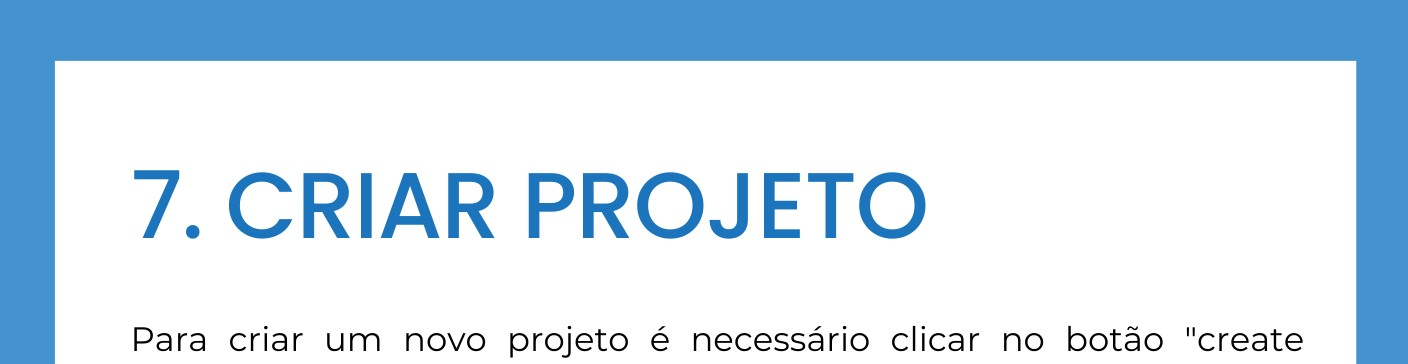 7. CRIAR PROJETO
Para criar um novo projeto é necessário clicar no botão "create